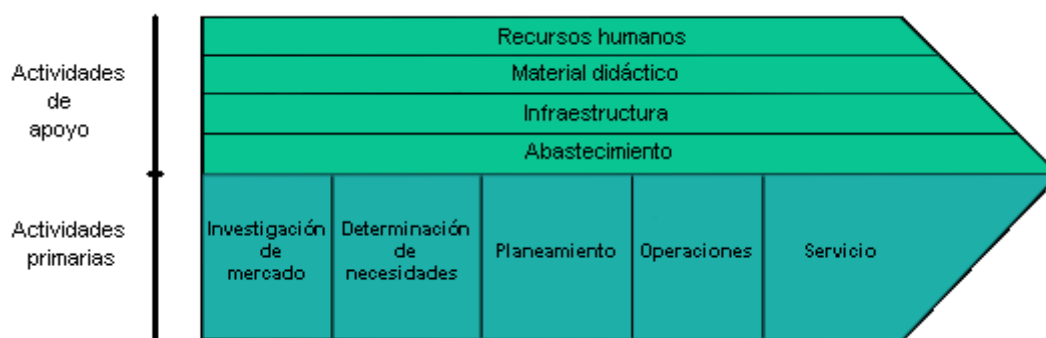 Actividades
de
apoyo
Recursos humanos
Material didáctico
Infraestructura
Abastecimiento
Actividades
primarias
Investigación
de
mercado
Determinación
de
necesidades
Planeamiento
Operaciones
Servicio